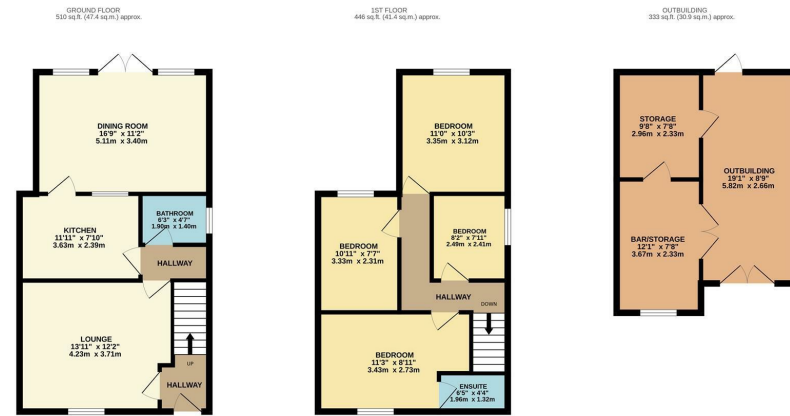 GROUND FLOOR
510 sq.ft. (47.4 sq.m.) approx.
DINING ROOM
16'9" x 11'2"
5.11m x 3.40m
KITCHEN
11'11" x 7'10"
3.63m x 2.39m
BATHROOM
6'3" x 4'7"
1.90m x 1.40m
HALLWAY
LOUNGE
13'11" x 12'2"
4.23m x 3.71m
UP
HALLWAY
1ST FLOOR
446 sq.ft. (41.4 sq.m.) approx.
BEDROOM
11'0" x 10'3"
3.35m x 3.12m
BEDROOM
10'11" x 7'7"
3.33m x 2.31m
BEDROOM
8'2" x 7'11"
2.49m x 2.41m
HALLWAY
DOWN
BEDROOM
11'3" x 8'11"
3.43m x 2.73m
ENSUITE
6'5" x 4'4"
1.96m x 1.32m
OUTBUILDING
333 sq.ft. (30.9 sq.m.) approx.
STORAGE
9'8" x 7'8"
2.96m x 2.33m
OUTBUILDING
19'1" x 8'9"
5.82m x 2.66m
BAR/STORAGE
12'1" x 7'8"
3.67m x 2.33m